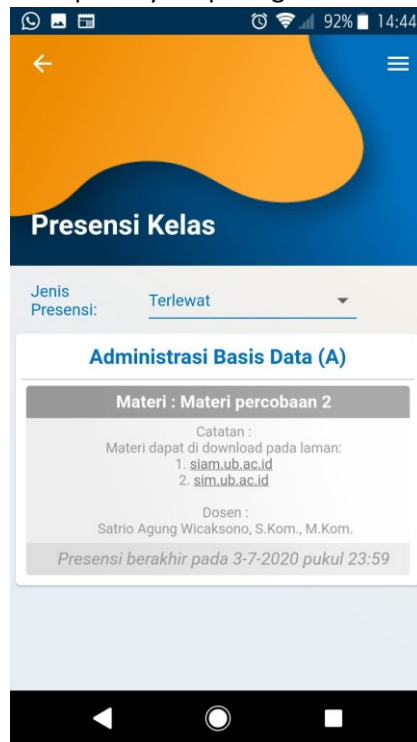 92% 14:44
Presensi Kelas
Jenis
Presensi:
Terlewat
Administrasi Basis Data (A)
Materi : Materi percobaan 2
Catatan :
Materi dapat di download pada laman:
1. siam.ub.ac.id
2. sim.ub.ac.id
Dosen :
Satrio Agung Wicaksono, S.Kom., M.Kom.
Presensi berakhir pada 3-7-2020 pukul 23:59